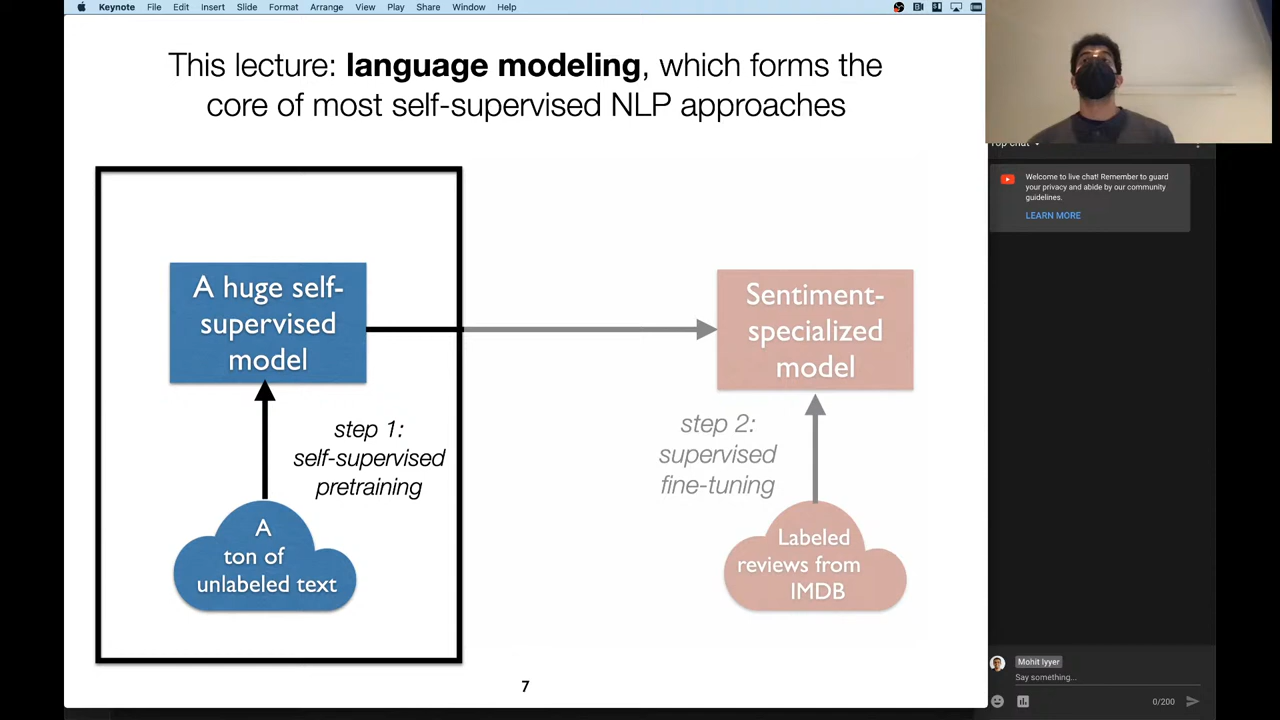 Keynote File Edit Insert Slide Format Arrange View Play Share Window Help
This lecture: language modeling, which forms the
core of most self-supervised NLP approaches
A huge self-
supervised
model
step 1:
self-supervised
pretraining
A
ton of
unlabeled text
Sentiment-
specialized
model
step 2:
supervised
fine-tuning
Labeled
reviews from
IMDB
7
Top chat
Welcome to live chat! Remember to guard
your privacy and abide by our community
guidelines.
LEARN MORE
Mohit Iyyer
Say something...
0/200